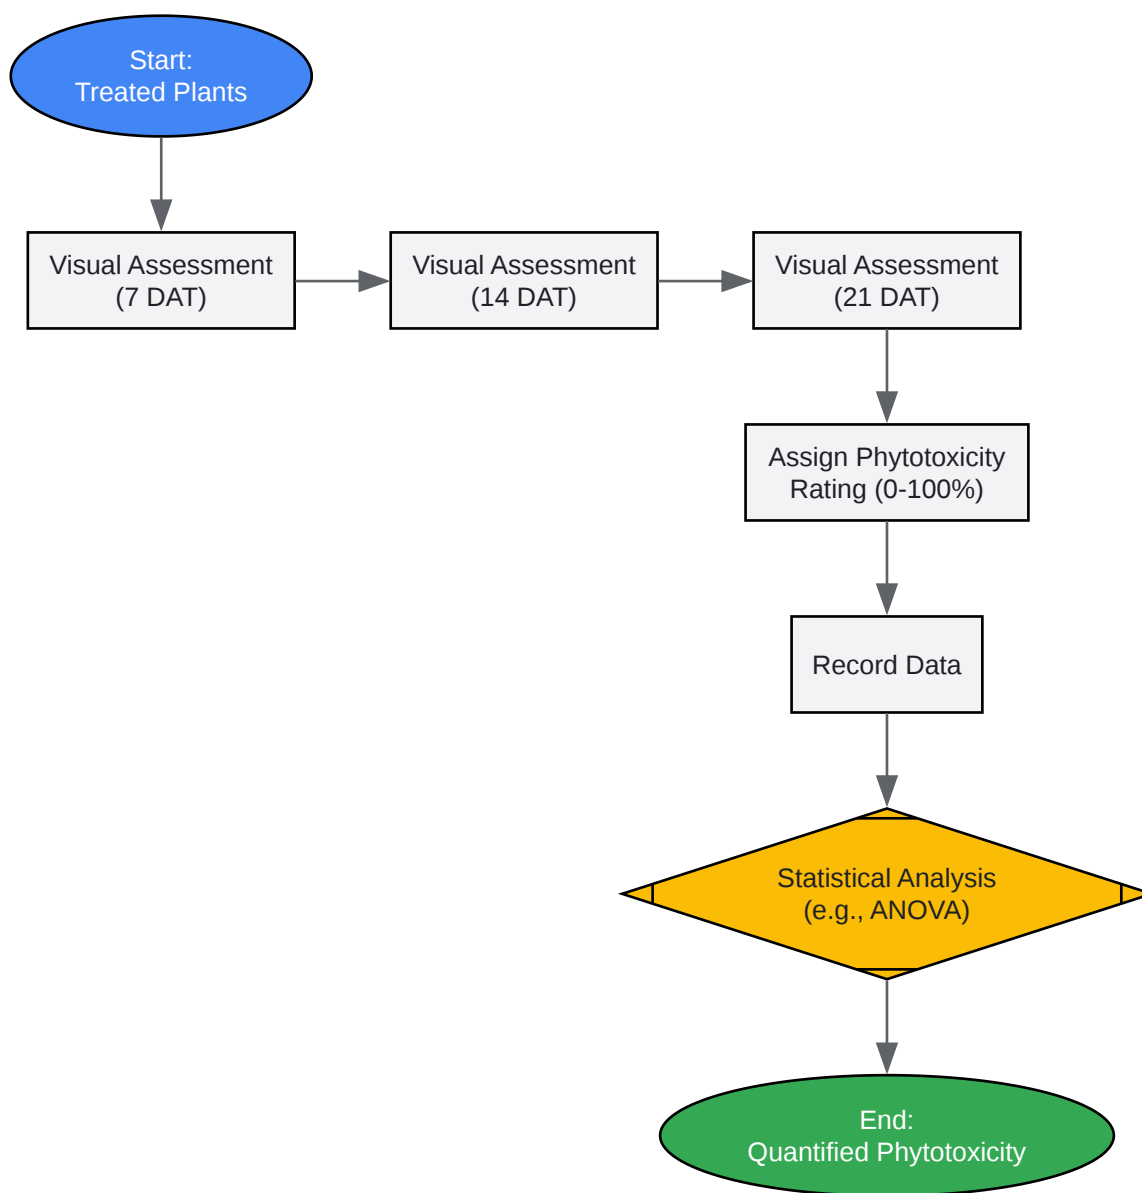 Start:
Treated Plants
Visual Assessment
(7 DAT)
Visual Assessment
(14 DAT)
Visual Assessment
(21 DAT)
Assign Phytotoxicity
Rating (0-100%)
Record Data
Statistical Analysis
(e.g., ANOVA)
End:
Quantified Phytotoxicity